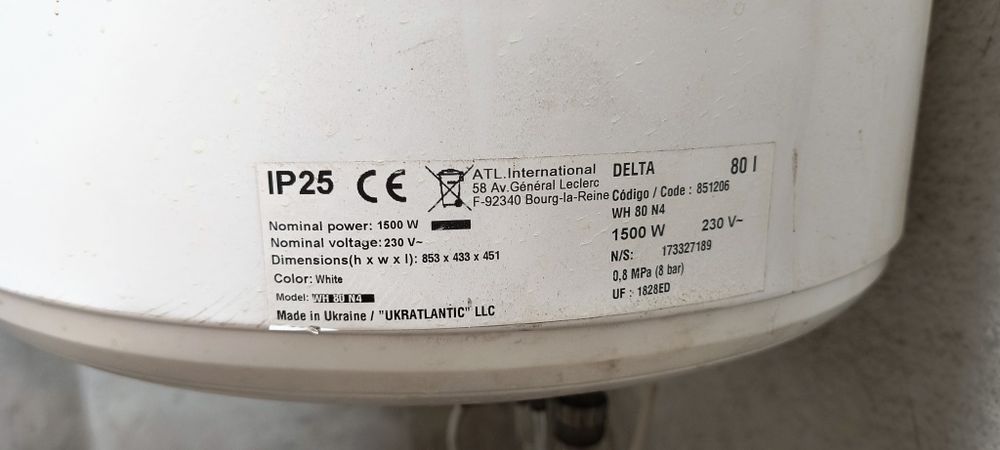 IP25 CE
ATL.International
58 Av.Général Leclerc
F-92340 Bourg-la-Reine
Nominal power: 1500 W
Nominal voltage: 230 V~
Dimensions(h x w x l): 853 x 433 x 451
Color: White
Model: WH 80 N4
Made in Ukraine / "UKRATLANTIC" LLC
DELTA 80 l
Código / Code : 851206
WH 80 N4
1500 W 230 V~
N/S: 173327189
0,8 MPa (8 bar)
UF : 1828ED